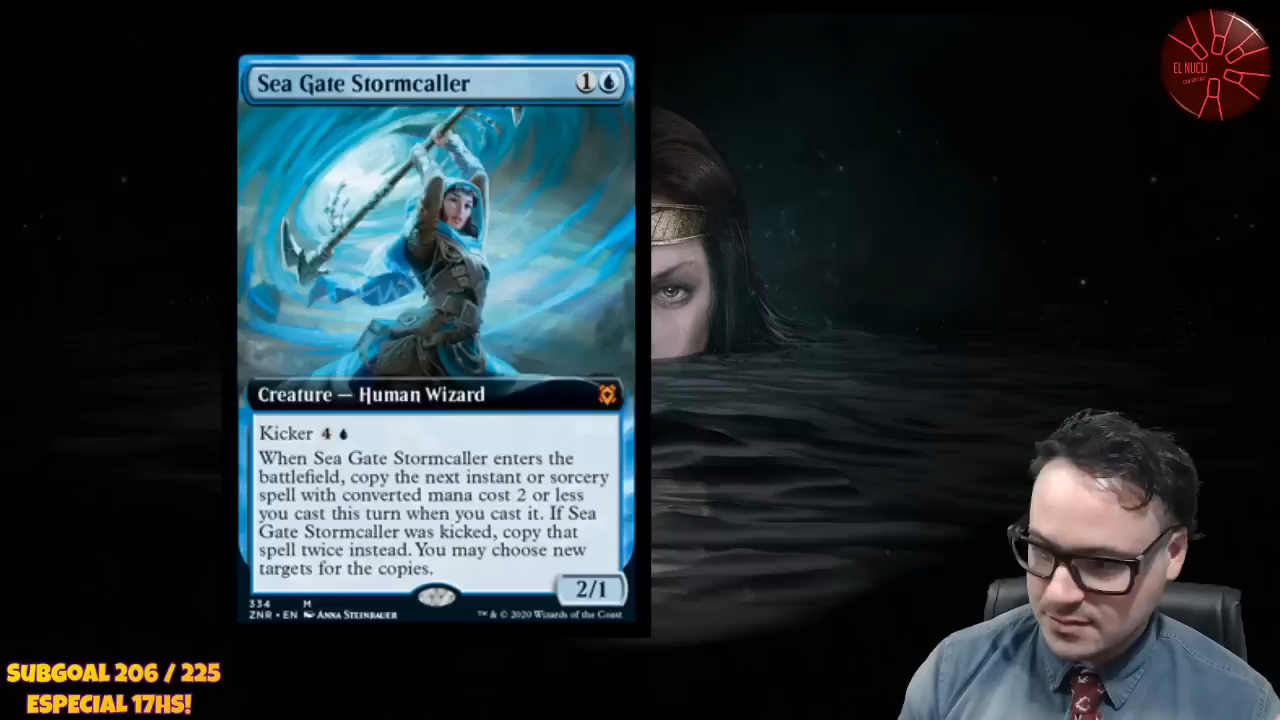 Sea Gate Stormcaller 1
EL NUCLI
Creature — Human Wizard
Kicker 4
When Sea Gate Stormcaller enters the
battlefield, copy the next instant or sorcery
spell with converted mana cost 2 or less
you cast this turn when you cast it. If Sea
Gate Stormcaller was kicked, copy that
spell twice instead. You may choose new
targets for the copies.
2/1
334 M
ZNR • EN ANNA STEINBAUER
™ & © 2020 Wizards of the Coast
SUBGOAL 206 / 225
ESPECIAL 17HS!